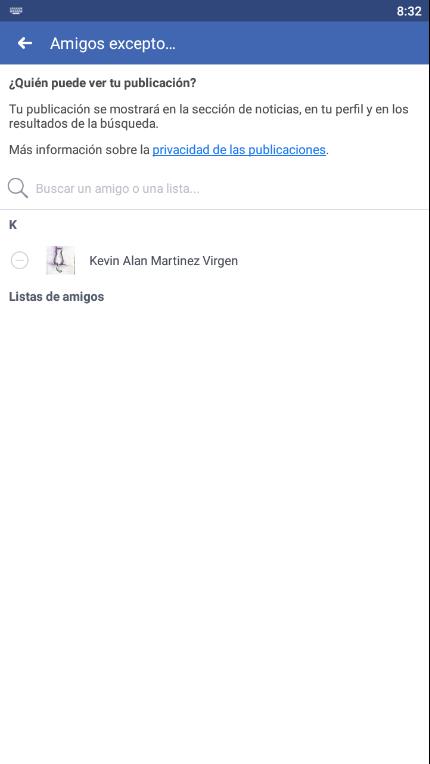 8:32
Amigos excepto...
¿Quién puede ver tu publicación?
Tu publicación se mostrará en la sección de noticias, en tu perfil y en los
resultados de la búsqueda.
Más información sobre la privacidad de las publicaciones.
Buscar un amigo o una lista...
K
Kevin Alan Martinez Virgen
Listas de amigos